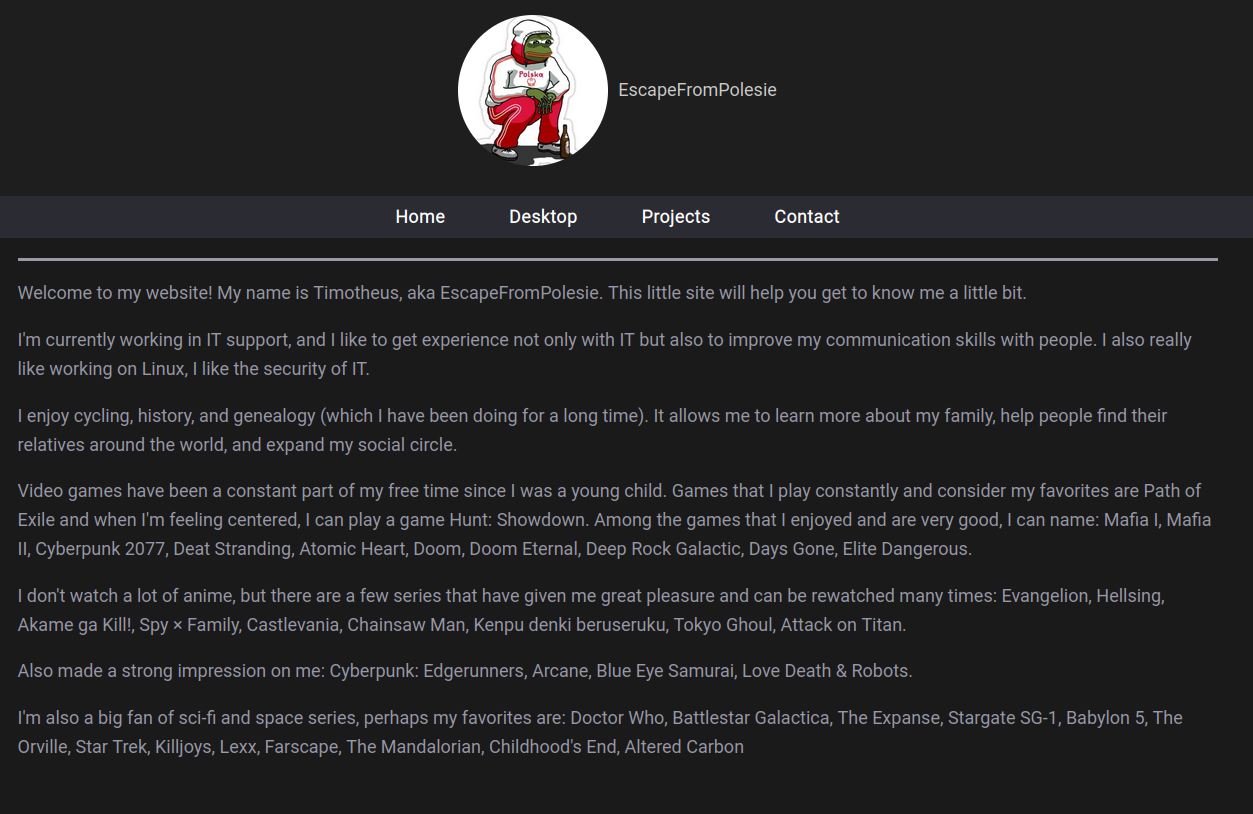 Polska
EscapeFromPolesie
Home Desktop Projects Contact
Welcome to my website! My name is Timotheus, aka EscapeFromPolesie. This little site will help you get to know me a little bit.
I'm currently working in IT support, and I like to get experience not only with IT but also to improve my communication skills with people. I also really
like working on Linux, I like the security of IT.
I enjoy cycling, history, and genealogy (which I have been doing for a long time). It allows me to learn more about my family, help people find their
relatives around the world, and expand my social circle.
Video games have been a constant part of my free time since I was a young child. Games that I play constantly and consider my favorites are Path of
Exile and when I'm feeling centered, I can play a game Hunt: Showdown. Among the games that I enjoyed and are very good, I can name: Mafia I, Mafia
II, Cyberpunk 2077, Deat Stranding, Atomic Heart, Doom, Doom Eternal, Deep Rock Galactic, Days Gone, Elite Dangerous.
I don't watch a lot of anime, but there are a few series that have given me great pleasure and can be rewatched many times: Evangelion, Hellsing,
Akame ga Kill!, Spy × Family, Castlevania, Chainsaw Man, Kenpu denki beruseruku, Tokyo Ghoul, Attack on Titan.
Also made a strong impression on me: Cyberpunk: Edgerunners, Arcane, Blue Eye Samurai, Love Death & Robots.
I'm also a big fan of sci-fi and space series, perhaps my favorites are: Doctor Who, Battlestar Galactica, The Expanse, Stargate SG-1, Babylon 5, The
Orville, Star Trek, Killjoys, Lexx, Farscape, The Mandalorian, Childhood's End, Altered Carbon